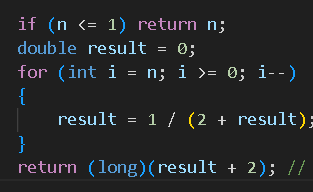 if (n <= 1) return n;
double result = 0;
for (int i = n; i >= 0; i--)
{
result = 1 / (2 + result);
}
return (long)(result + 2); //